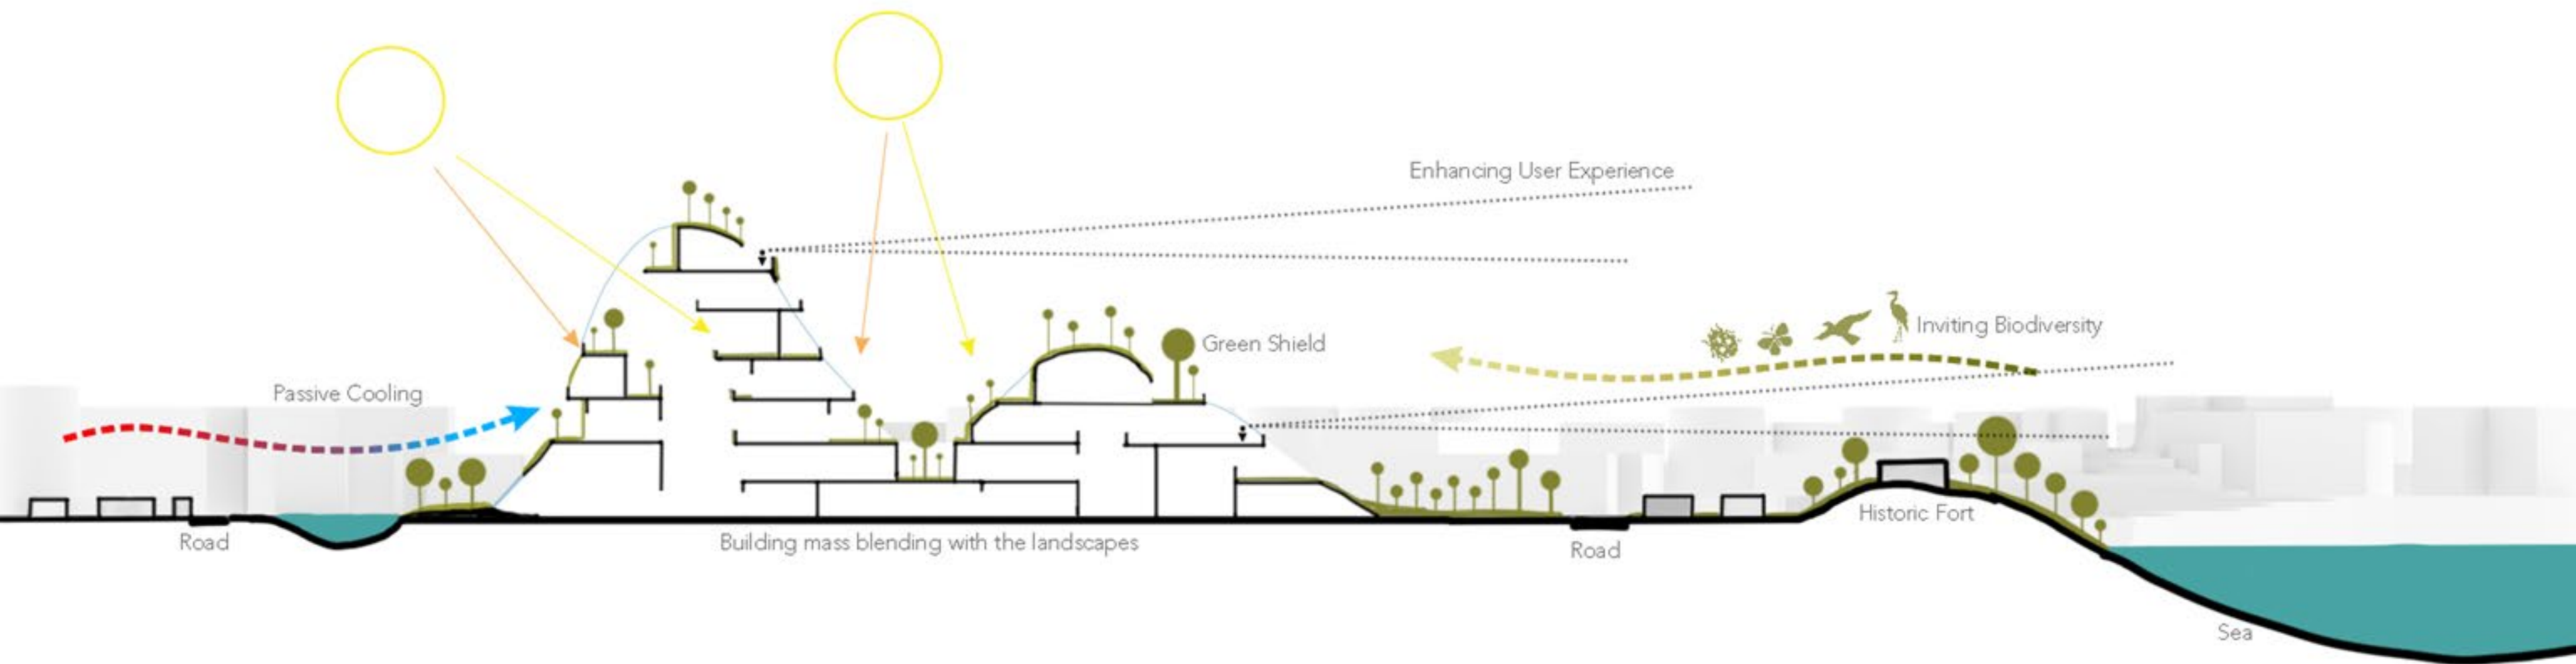 Enhancing User Experience
Inviting Biodiversity
Green Shield
Passive Cooling
Historic Fort
Road
Building mass blending with the landscapes
Road
Sea